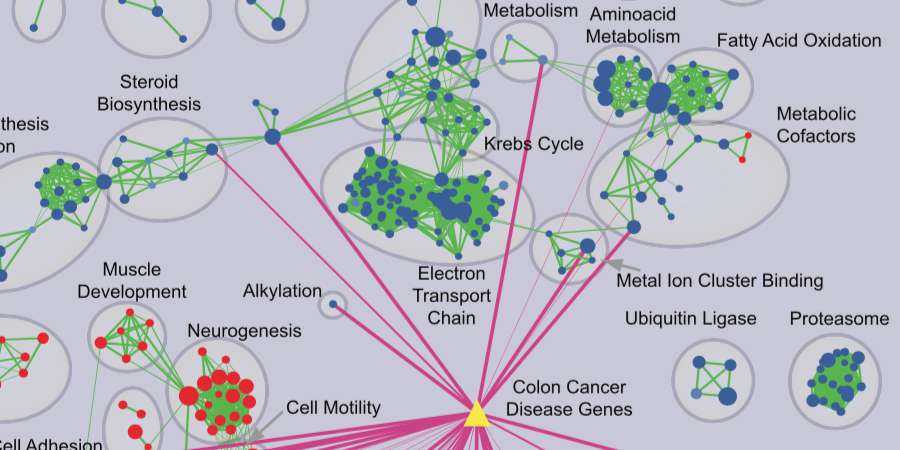 Metabolism
Aminoacid
Metabolism
Fatty Acid Oxidation
Steroid
Biosynthesis
Metabolic
Cofactors
thesis
on
Krebs Cycle
Muscle
Development
Alkylation
Electron
Transport
Chain
Metal Ion Cluster Binding
Neurogenesis
Ubiquitin Ligase
Proteasome
Colon Cancer
Disease Genes
Cell Motility
Cell Adhesion